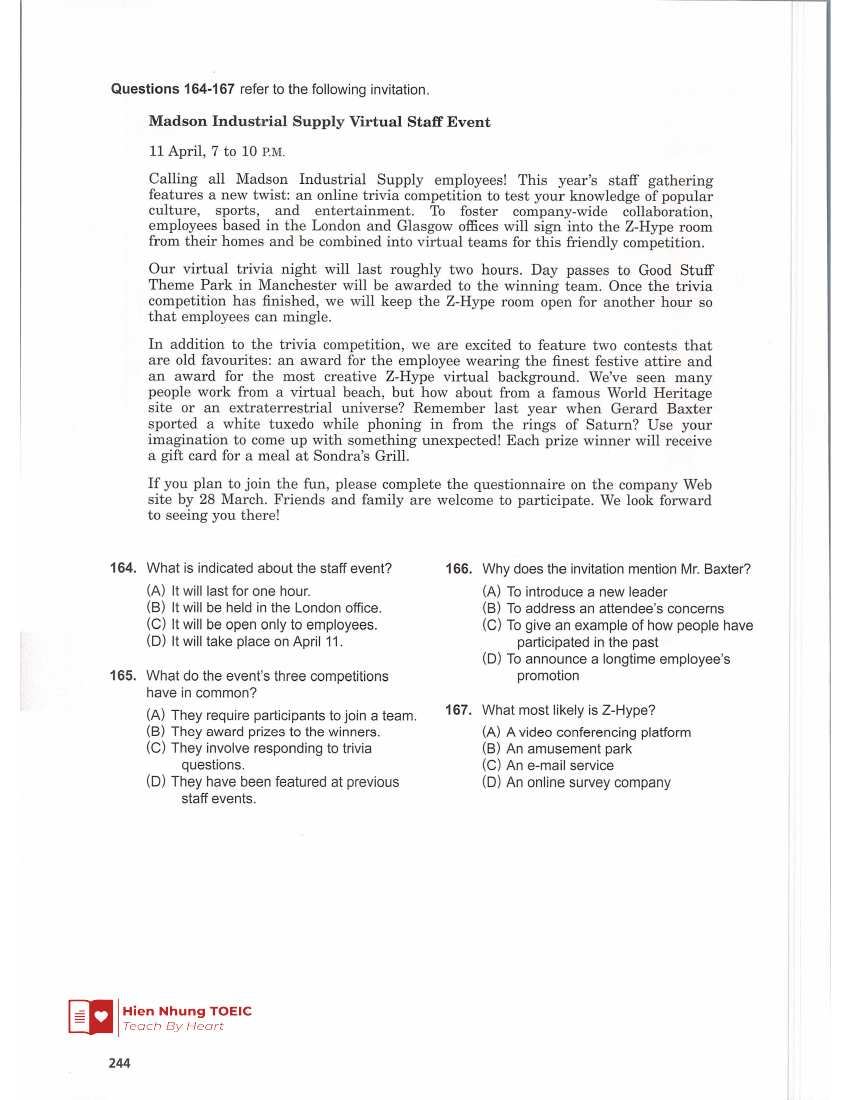 Questions 164-167 refer to the following invitation.
Madson Industrial Supply Virtual Staff Event
11 April, 7 to 10 P.M.
Calling all Madson Industrial Supply employees! This year's staff gathering
features a new twist: an online trivia competition to test your knowledge of popular
culture, sports, and entertainment. To foster company-wide collaboration,
employees based in the London and Glasgow offices will sign into the Z-Hype room
from their homes and be combined into virtual teams for this friendly competition.
Our virtual trivia night will last roughly two hours. Day passes to Good Stuff
Theme Park in Manchester will be awarded to the winning team. Once the trivia
competition has finished, we will keep the Z-Hype room open for another hour so
that employees can mingle.
In addition to the trivia competition, we are excited to feature two contests that
are old favourites: an award for the employee wearing the finest festive attire and
an award for the most creative Z-Hype virtual background. We've seen many
people work from a virtual beach, but how about from a famous World Heritage
site or an extraterrestrial universe? Remember last year when Gerard Baxter
sported a white tuxedo while phoning in from the rings of Saturn? Use your
imagination to come up with something unexpected! Each prize winner will receive
a gift card for a meal at Sondra's Grill.
If you plan to join the fun, please complete the questionnaire on the company Web
site by 28 March. Friends and family are welcome to participate. We look forward
to seeing you there!
164. What is indicated about the staff event?
(A) It will last for one hour.
(B) It will be held in the London office.
(C) It will be open only to employees.
(D) It will take place on April 11.
165. What do the event's three competitions
have in common?
(A) They require participants to join a team.
(B) They award prizes to the winners.
(C) They involve responding to trivia
questions.
(D) They have been featured at previous
staff events.
166. Why does the invitation mention Mr. Baxter?
(A) To introduce a new leader
(B) To address an attendee's concerns
(C) To give an example of how people have
participated in the past
(D) To announce a longtime employee's
promotion
167. What most likely is Z-Hype?
(A) A video conferencing platform
(B) An amusement park
(C) An e-mail service
(D) An online survey company
Hien Nhung TOEIC
Teach By Heart
244